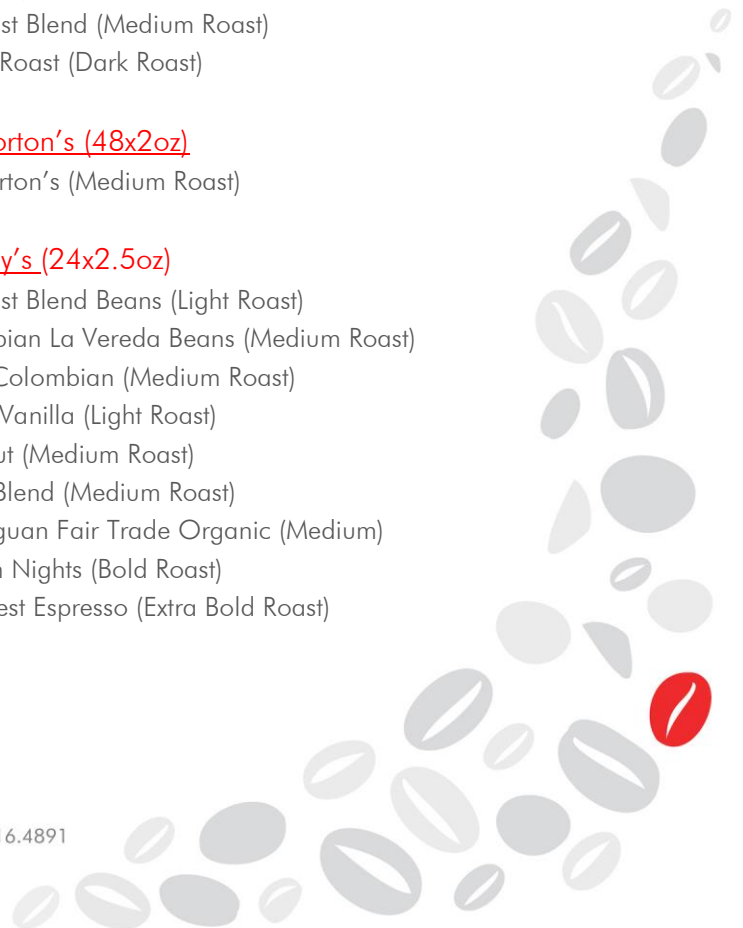 st Blend (Medium Roast)
Roast (Dark Roast)
orton’s (48x2oz)
rton’s (Medium Roast)
y’s (24x2.5oz)
st Blend Beans (Light Roast)
bian La Vereda Beans (Medium Roast)
Colombian (Medium Roast)
Vanilla (Light Roast)
ut (Medium Roast)
Blend (Medium Roast)
guan Fair Trade Organic (Medium)
n Nights (Bold Roast)
est Espresso (Extra Bold Roast)
16.4891